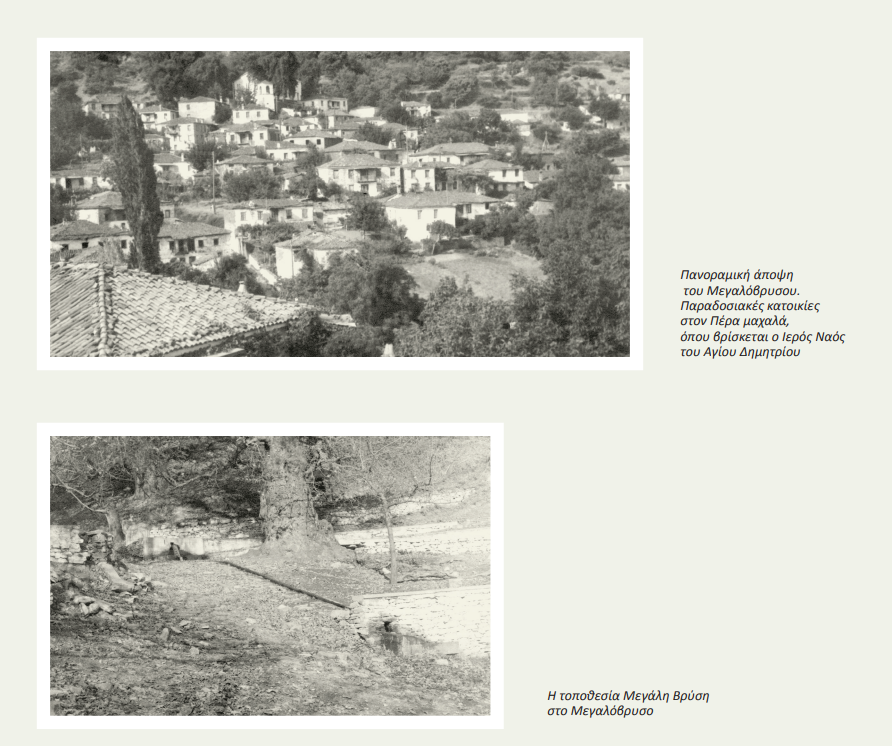 Πανοραμική άποψη
του Μεγαλόβρυσου.
Παραδοσιακές κατοικίες
στον Πέρα μαχαλά,
όπου βρίσκεται ο Ιερός Ναός
του Αγίου Δημητρίου
Η τοποθεσία Μεγάλη Βρύση
στο Μεγαλόβρυσο